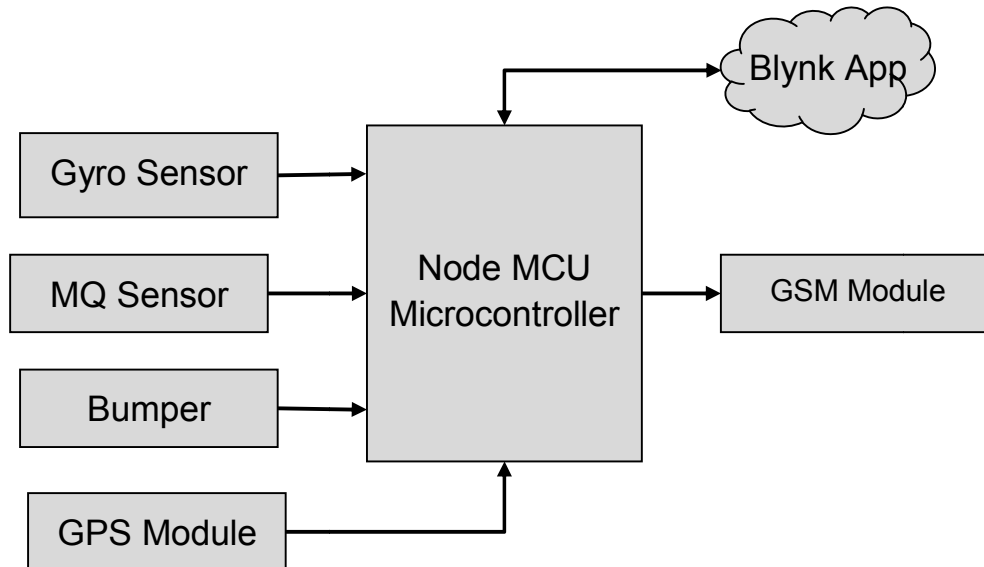 Blynk App
Gyro Sensor
MQ Sensor
Bumper
GPS Module
Node MCU
Microcontroller
GSM Module